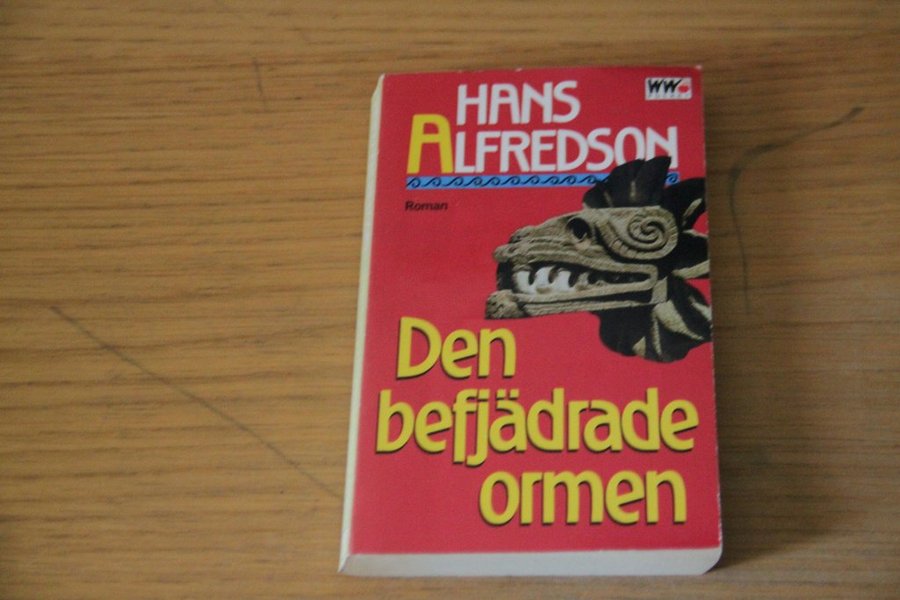 HANS
ALFREDSON
WW
Roman
Den
befjädrade
ormen